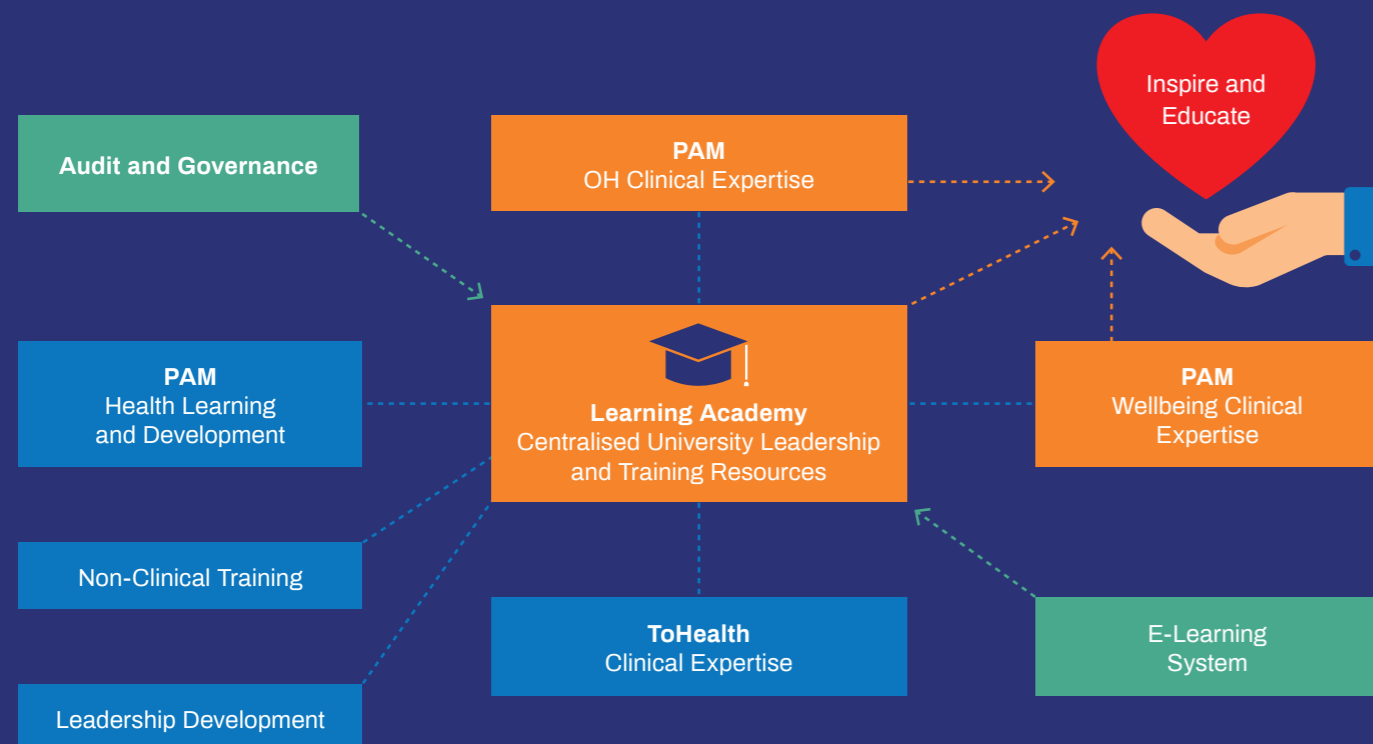 Inspire and
Educate
Audit and Governance
PAM
OH Clinical Expertise
PAM
Health Learning
and Development
Learning Academy
Centralised University Leadership
and Training Resources
PAM
Wellbeing Clinical
Expertise
Non-Clinical Training
ToHealth
Clinical Expertise
E-Learning
System
Leadership Development